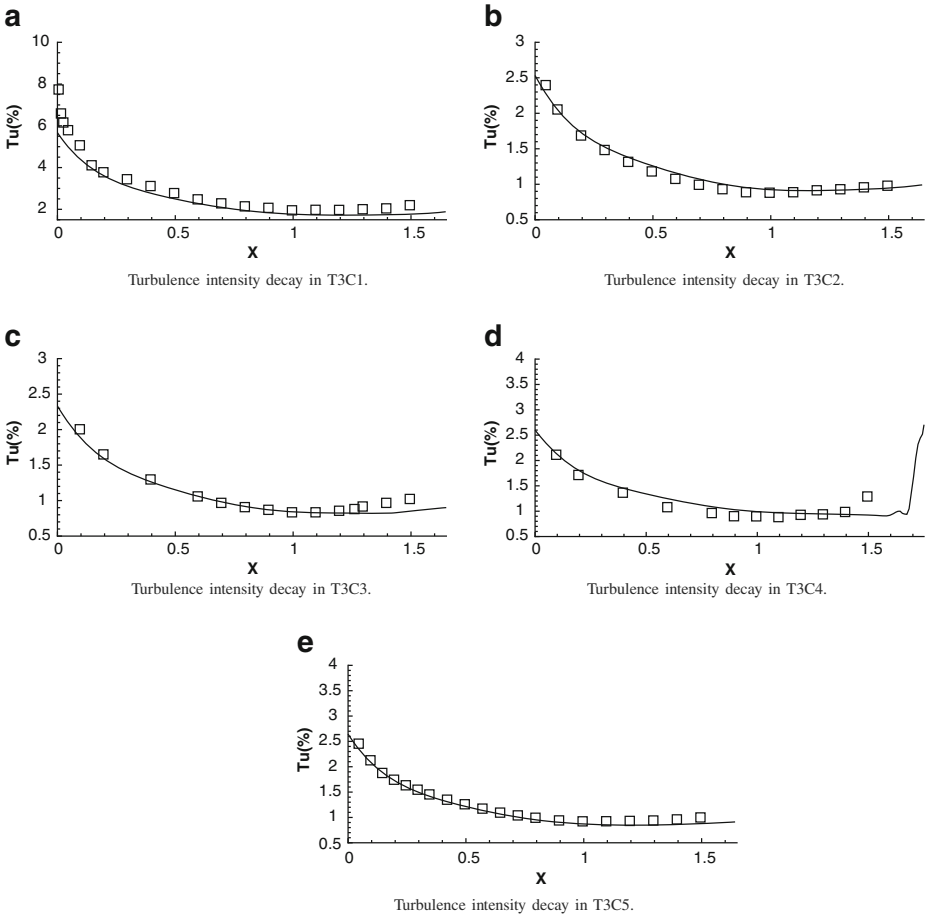 a
10
8
6
4
2
Tu(%)
0
0.5
1
1.5
X
Turbulence intensity decay in T3C1.
b
3
2.5
2
1.5
1
0.5
Tu(%)
0
0.5
1
1.5
X
Turbulence intensity decay in T3C2.
c
3
2.5
2
1.5
1
0.5
Tu(%)
0
0.5
1
1.5
X
Turbulence intensity decay in T3C3.
d
4
3.5
3
2.5
2
1.5
1
0.5
Tu(%)
0
0.5
1
1.5
X
Turbulence intensity decay in T3C4.
e
4
3.5
3
2.5
2
1.5
1
0.5
Tu(%)
0
0.5
1
1.5
X
Turbulence intensity decay in T3C5.